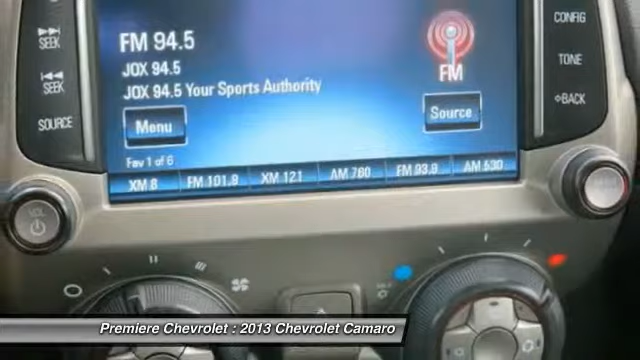 SEEK
SEEK
SOURCE
FM 94.5
JOX 94.5
JOX 94.5 Your Sports Authority
Menu
Fav 1 of 6
FM
Source
XM 8
FM 101.9
XM 121
AM 760
FM 93.9
AM 530
CONFIG
TONE
BACK
VOL
Premiere Chevrolet : 2013 Chevrolet Camaro